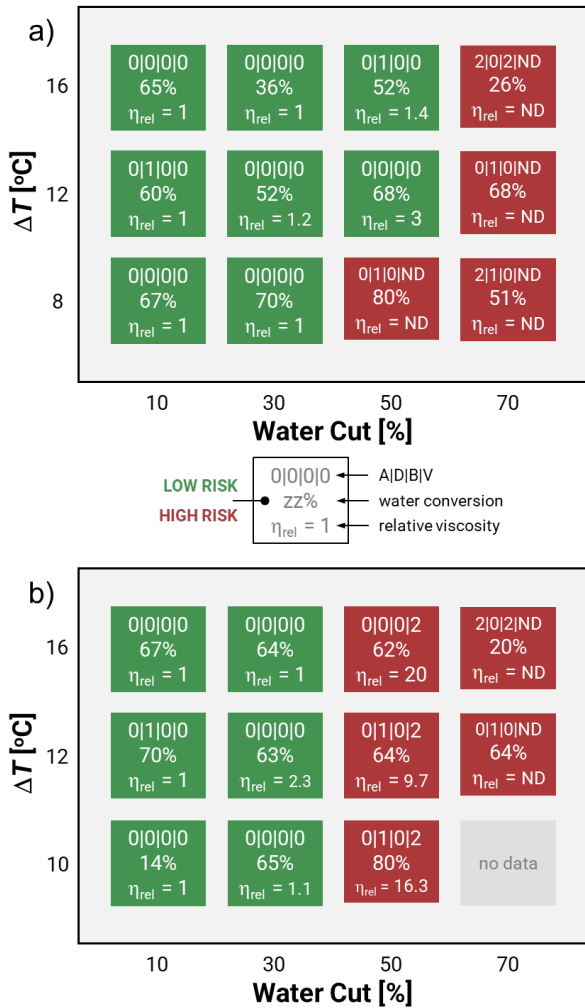 a)
ΔT [ºC]
16
0|0|0|0
65%
ηrel = 1
0|0|0|0
36%
ηrel = 1
0|1|0|0
52%
ηrel = 1.4
2|0|2|ND
26%
ηrel = ND
12
0|1|0|0
60%
ηrel = 1
0|0|0|0
52%
ηrel = 1.2
0|0|0|0
68%
ηrel = 3
0|1|0|ND
68%
ηrel = ND
8
0|0|0|0
67%
ηrel = 1
0|0|0|0
70%
ηrel = 1
0|1|0|ND
80%
ηrel = ND
2|1|0|ND
51%
ηrel = ND
10 30 50 70
Water Cut [%]
LOW RISK
HIGH RISK
0|0|0|0
zz%
ηrel = 1
A|D|B|V
water conversion
relative viscosity
b)
ΔT [ºC]
16
0|0|0|0
67%
ηrel = 1
0|0|0|0
64%
ηrel = 1
0|0|0|2
62%
ηrel = 20
2|0|2|ND
20%
ηrel = ND
12
0|1|0|0
70%
ηrel = 1
0|0|0|0
63%
ηrel = 2.3
0|1|0|2
64%
ηrel = 9.7
0|1|0|ND
64%
ηrel = ND
10
0|0|0|0
14%
ηrel = 1
0|0|0|0
65%
ηrel = 1.1
0|1|0|2
80%
ηrel = 16.3
no data
10 30 50 70
Water Cut [%]